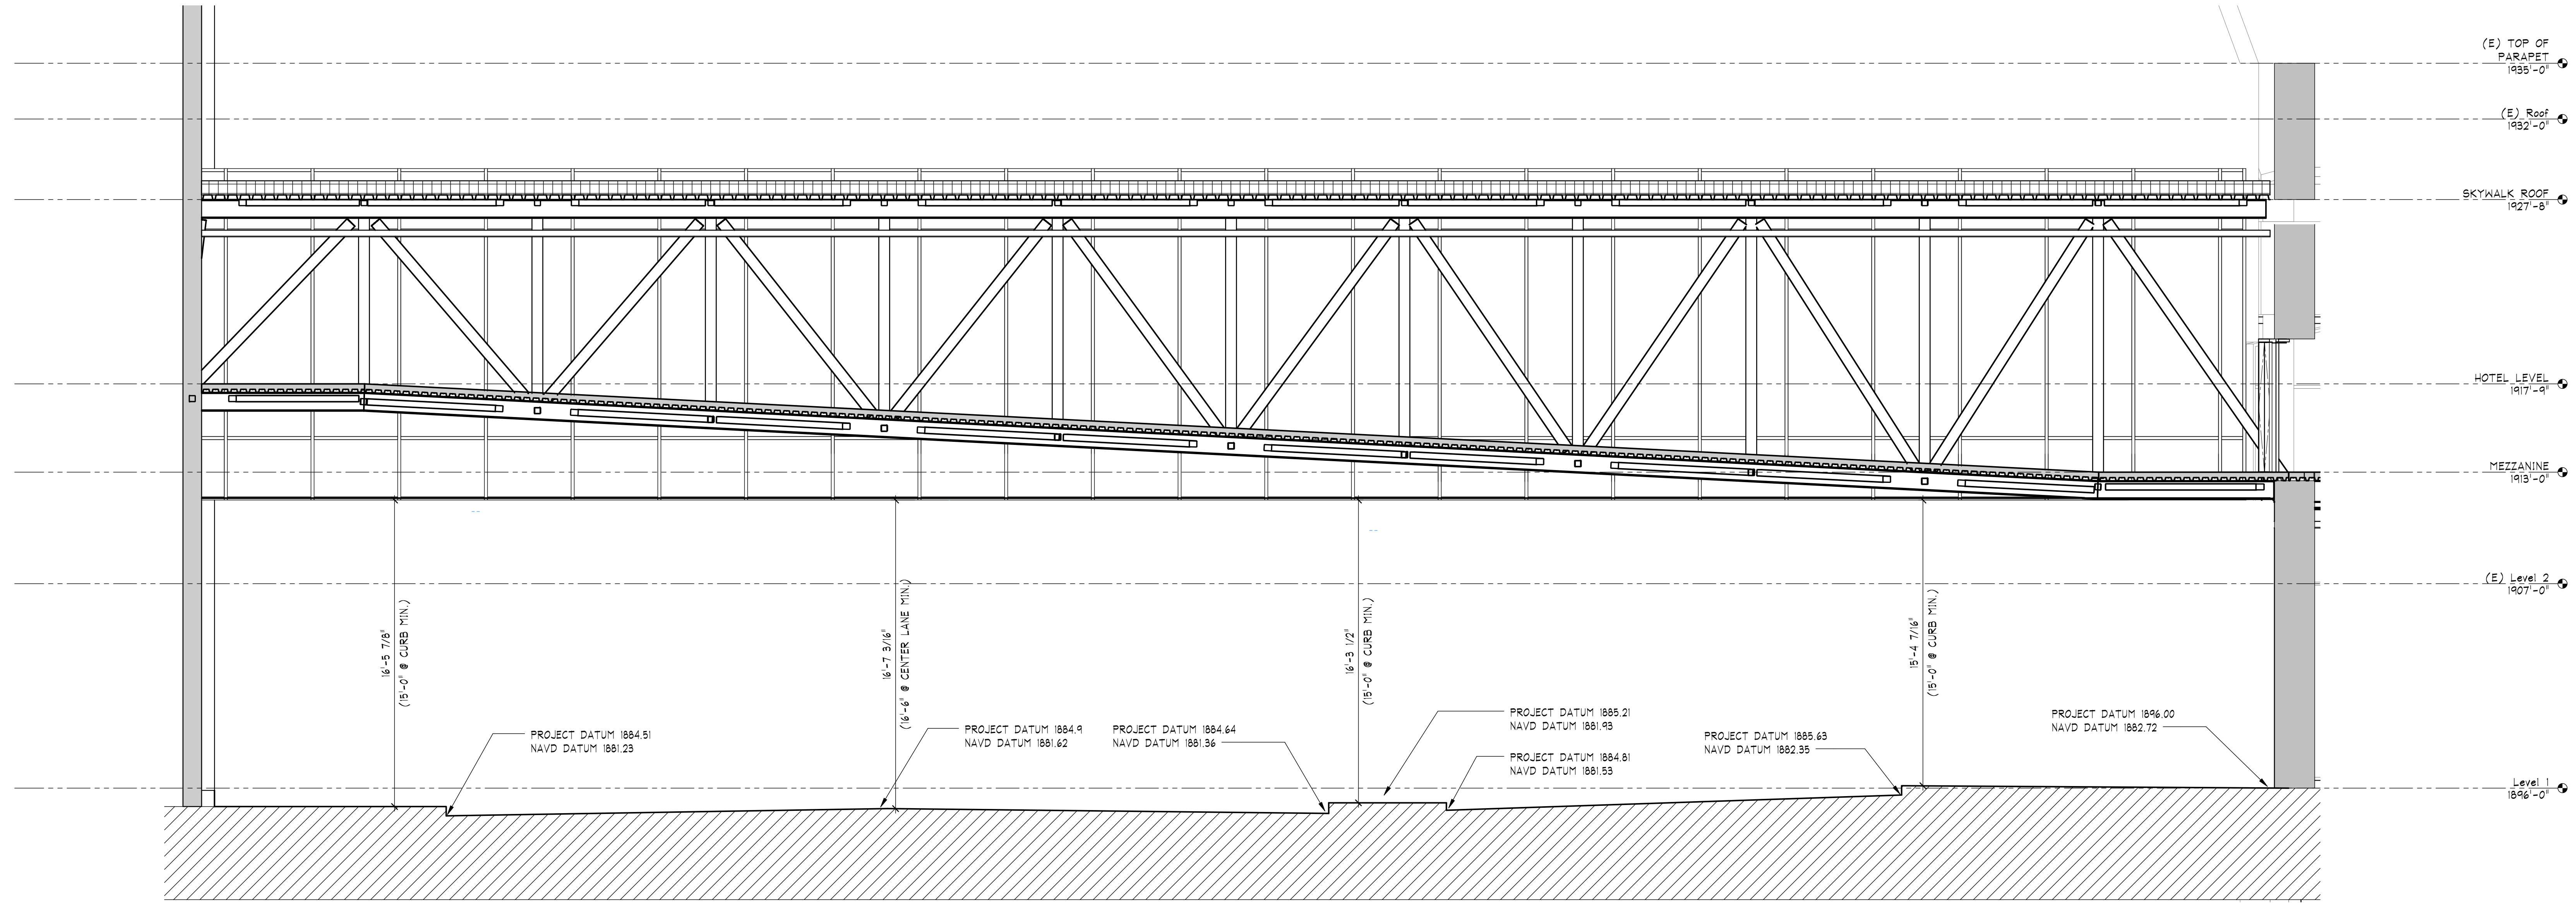 (E) TOP OF
PARAPET
1935'-0"
(E) Roof
1932'-0"
SKYWALK ROOF
1927'-8"
HOTEL LEVEL
1917'-9"
MEZZANINE
1913'-0"
(E) Level 2
1907'-0"
16'-5 7/8"
(15'-0" @ CURB MIN.)
16'-7 3/16"
(16'-6" @ CENTER LANE MIN.)
16'-3 1/2"
(15'-0" @ CURB MIN.)
15'-4 7/16"
(15'-0" @ CURB MIN.)
PROJECT DATUM 1884.51
NAVD DATUM 1881.23
PROJECT DATUM 1884.9
NAVD DATUM 1881.62
PROJECT DATUM 1884.64
NAVD DATUM 1881.36
PROJECT DATUM 1885.21
NAVD DATUM 1881.93
PROJECT DATUM 1884.81
NAVD DATUM 1881.53
PROJECT DATUM 1885.63
NAVD DATUM 1882.35
PROJECT DATUM 1896.00
NAVD DATUM 1882.72
Level 1
1896'-0"